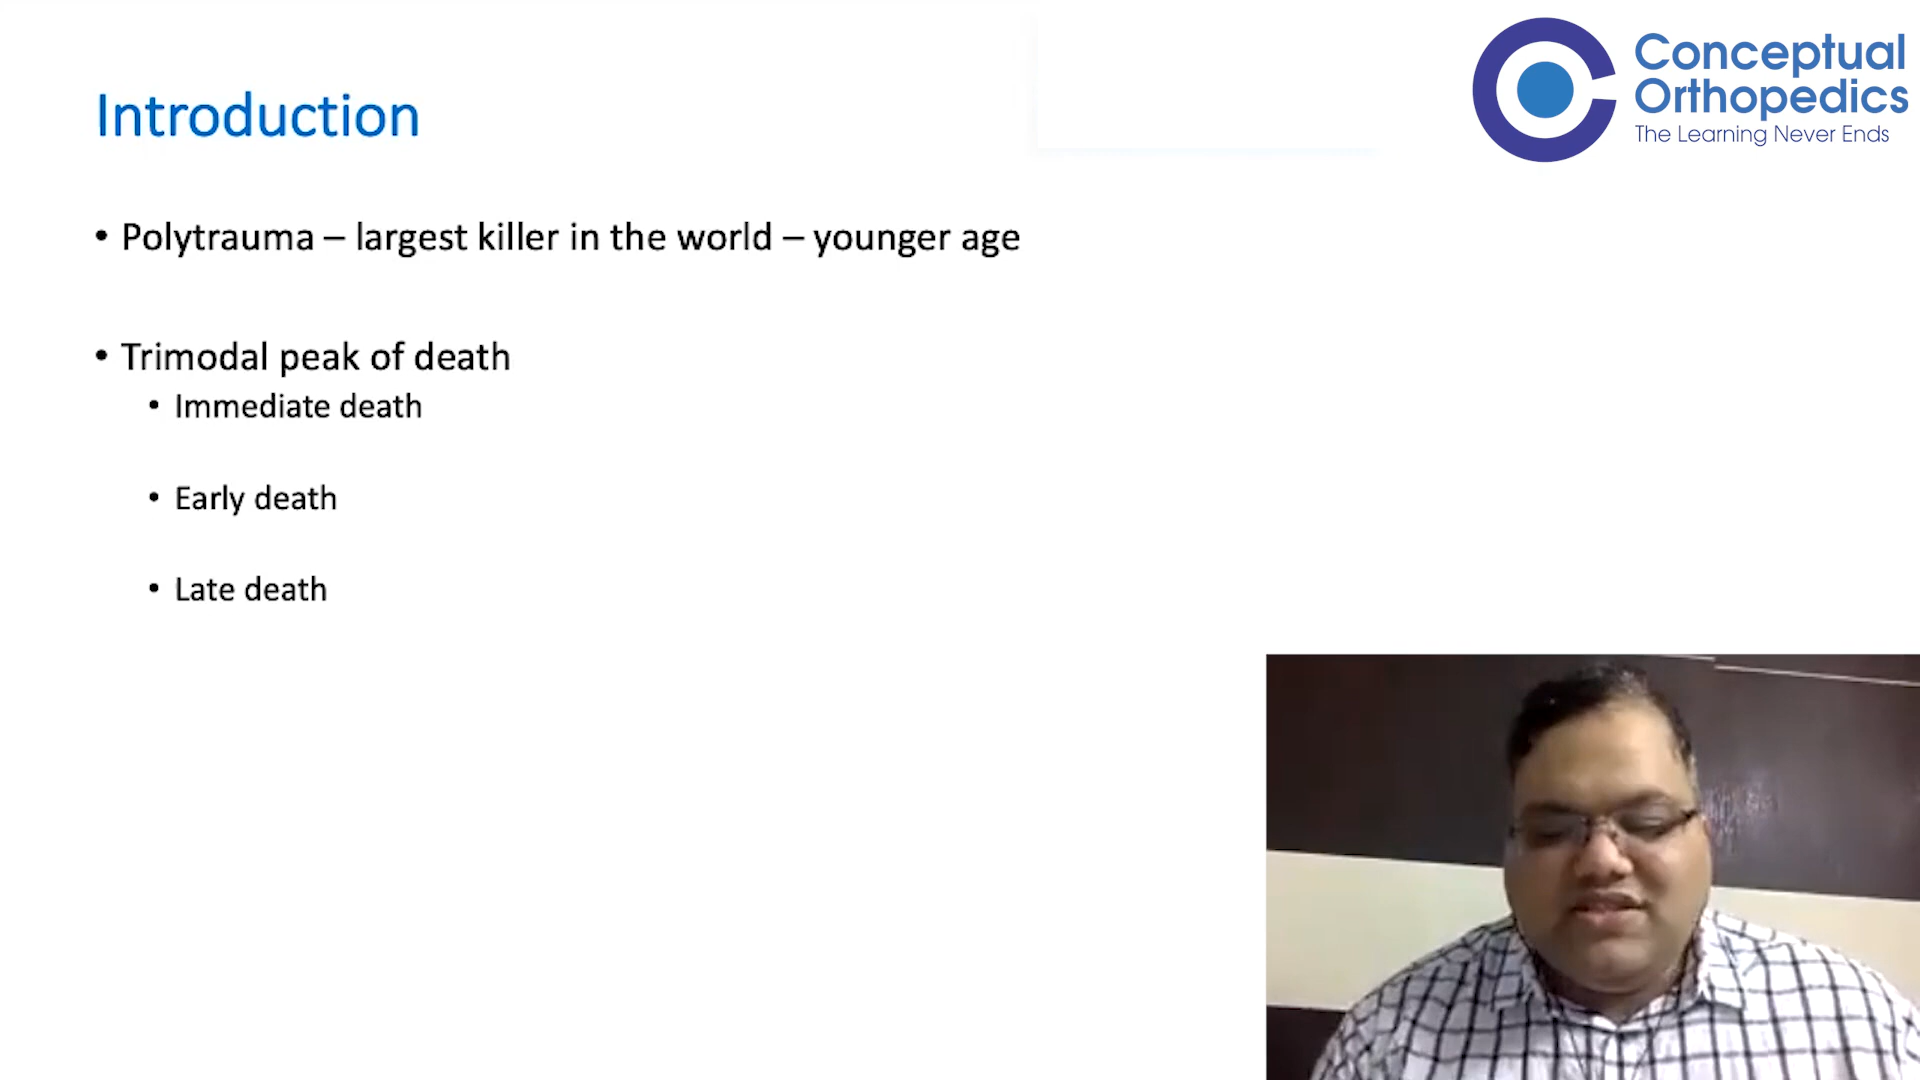 Conceptual
Orthopedics
The Learning Never Ends
Introduction
• Polytrauma – largest killer in the world – younger age
• Trimodal peak of death
• Immediate death
• Early death
• Late death